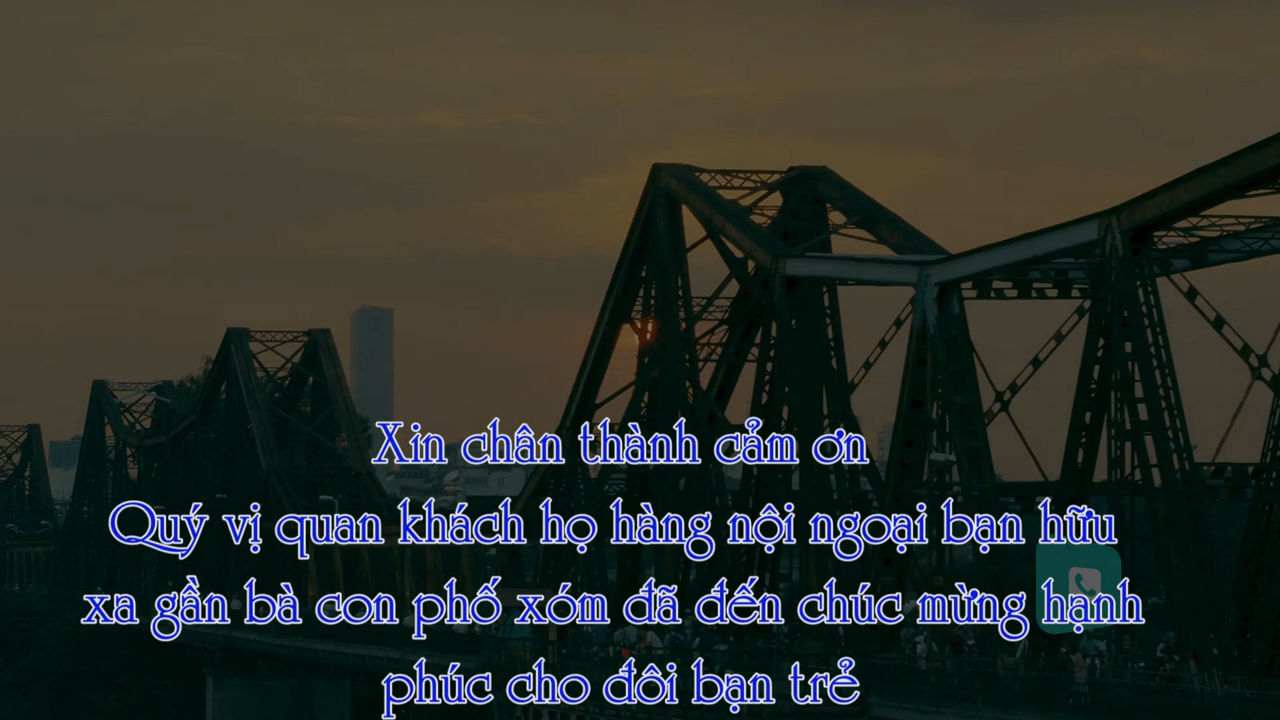 Xin chân thành cảm ơn
Quý vị quan khách họ hàng nội ngoại bạn hữu
xa gần bà con phố xóm đã đến chúc mừng hạnh
phúc cho đôi bạn trẻ